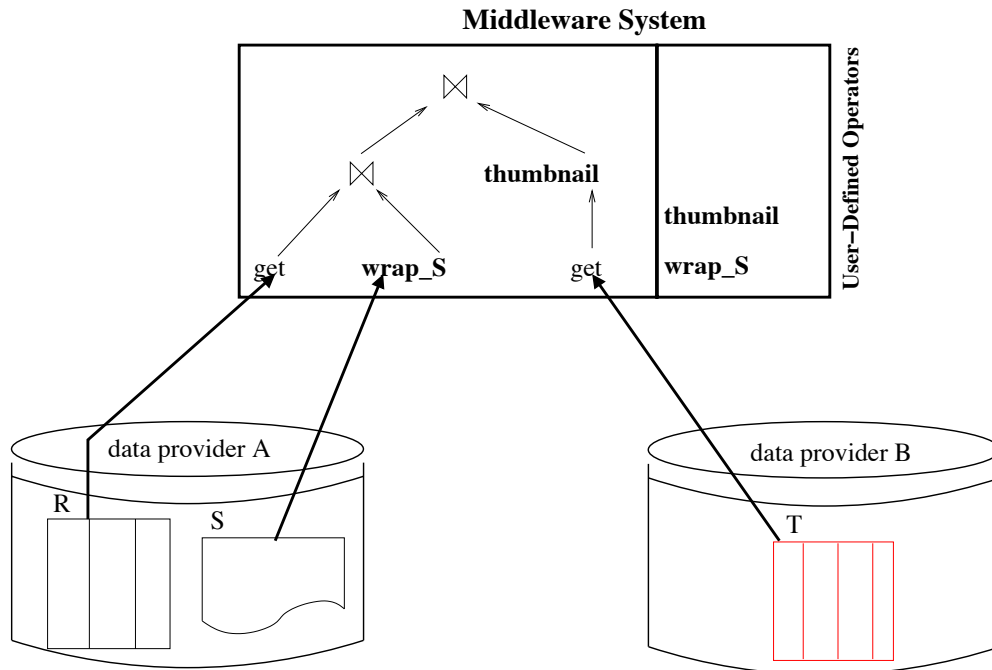 Middleware System
thumbnail
thumbnail
get
wrap_S
get
wrap_S
User−Defined Operators
data provider A
data provider B
R
S
T